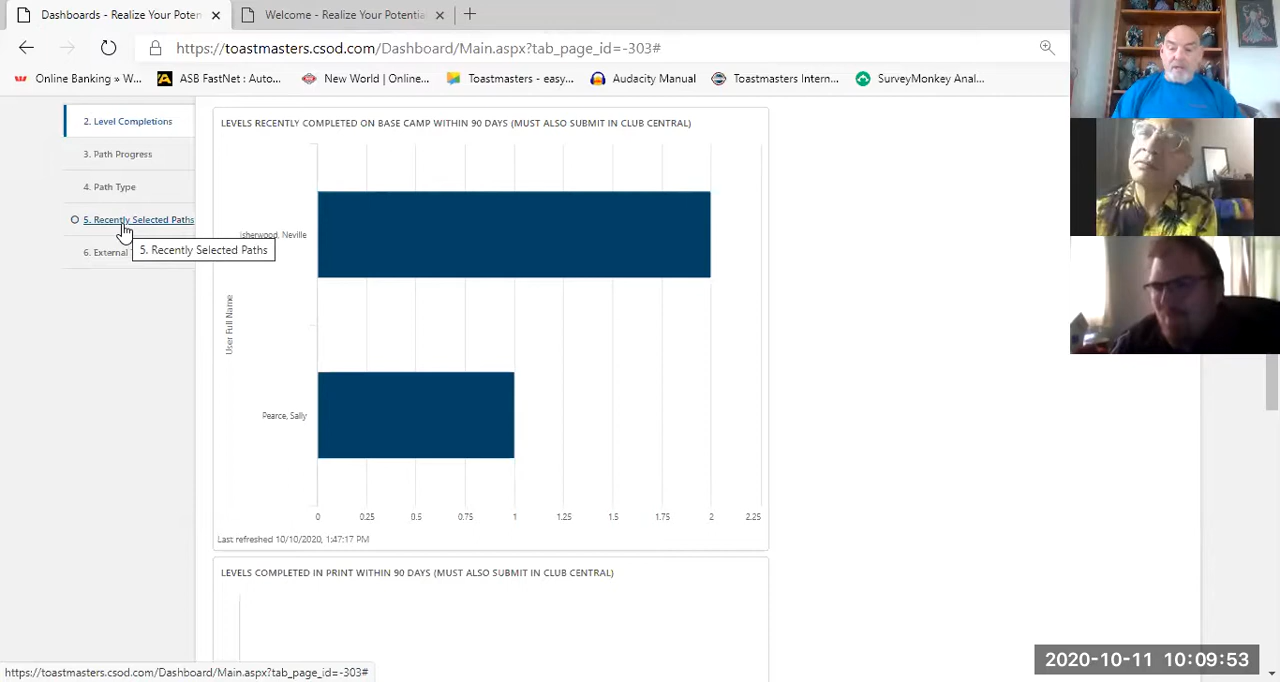 Dashboards - Realize Your Poten
Welcome - Realize Your Potentia
https://toastmasters.csod.com/Dashboard/Main.aspx?tab_page_id=-303#
Online Banking » W...
ASB FastNet : Auto...
New World | Online...
Toastmasters - easy...
Audacity Manual
Toastmasters Intern...
SurveyMonkey Anal...
2. Level Completions
3. Path Progress
4. Path Type
5. Recently Selected Paths
6. External
5. Recently Selected Paths
LEVELS RECENTLY COMPLETED ON BASE CAMP WITHIN 90 DAYS (MUST ALSO SUBMIT IN CLUB CENTRAL)
sherwood, Neville
User Full Name
Pearce, Sally
0 0.25 0.5 0.75 1 1.25 1.5 1.75 2 2.25
Last refreshed 10/10/2020, 1:47:17 PM
LEVELS COMPLETED IN PRINT WITHIN 90 DAYS (MUST ALSO SUBMIT IN CLUB CENTRAL)
https://toastmasters.csod.com/Dashboard/Main.aspx?tab_page_id=-303#
2020-10-11 10:09:53